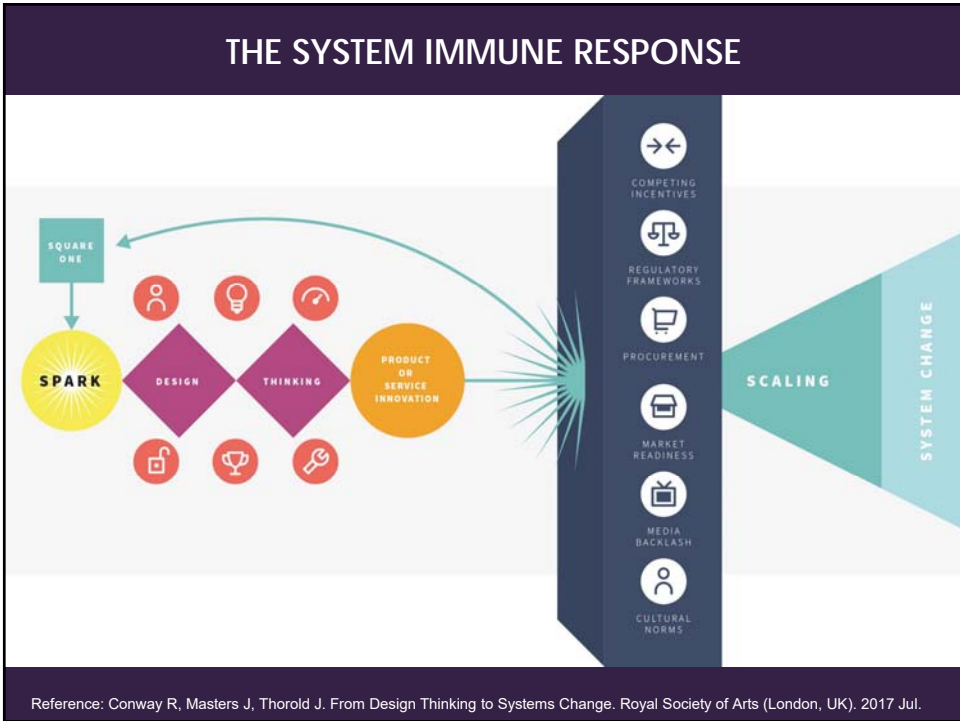 THE SYSTEM IMMUNE RESPONSE
SQUARE
ONE
SPARK
DESIGN
THINKING
PRODUCT
OR
SERVICE
INNOVATION
COMPETING
INCENTIVES
REGULATORY
FRAMEWORKS
PROCUREMENT
MARKET
READINESS
MEDIA
BACKLASH
CULTURAL
NORMS
SCALING
SYSTEM CHANGE
Reference: Conway R, Masters J, Thorold J. From Design Thinking to Systems Change. Royal Society of Arts (London, UK). 2017 Jul.